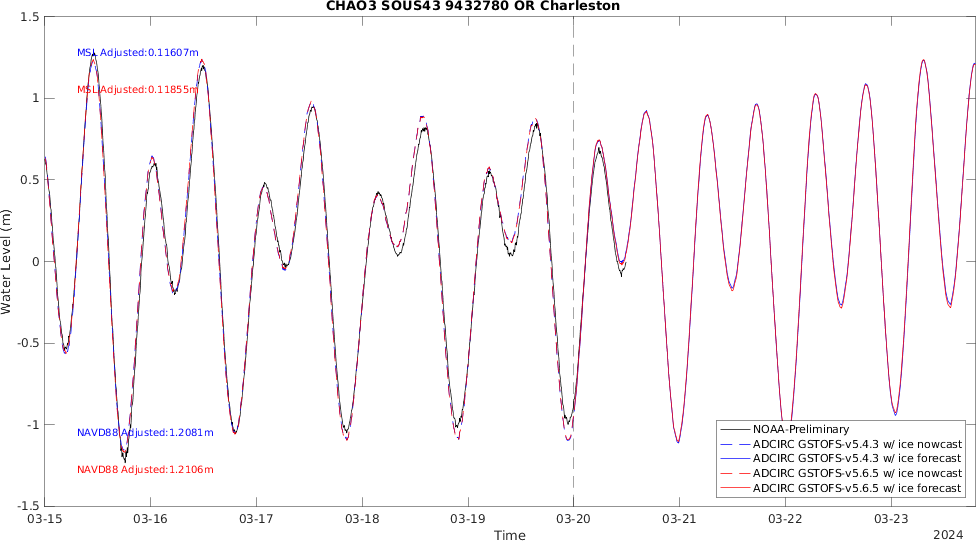 CHAO3 SOUS43 9432780 OR Charleston
1.5
MSL Adjusted:0.11607m
1
MSL Adjusted:0.11855m
0.5
Water Level (m)
0
-0.5
-1
NAVD88 Adjusted:1.2081m
NAVD88 Adjusted:1.2106m
-1.5
NOAA-Preliminary
ADCIRC GSTOFS-v5.4.3 w/ ice nowcast
ADCIRC GSTOFS-v5.4.3 w/ ice forecast
ADCIRC GSTOFS-v5.6.5 w/ ice nowcast
ADCIRC GSTOFS-v5.6.5 w/ ice forecast
03-15 03-16 03-17 03-18 03-19 03-20 03-21 03-22 03-23
Time
2024